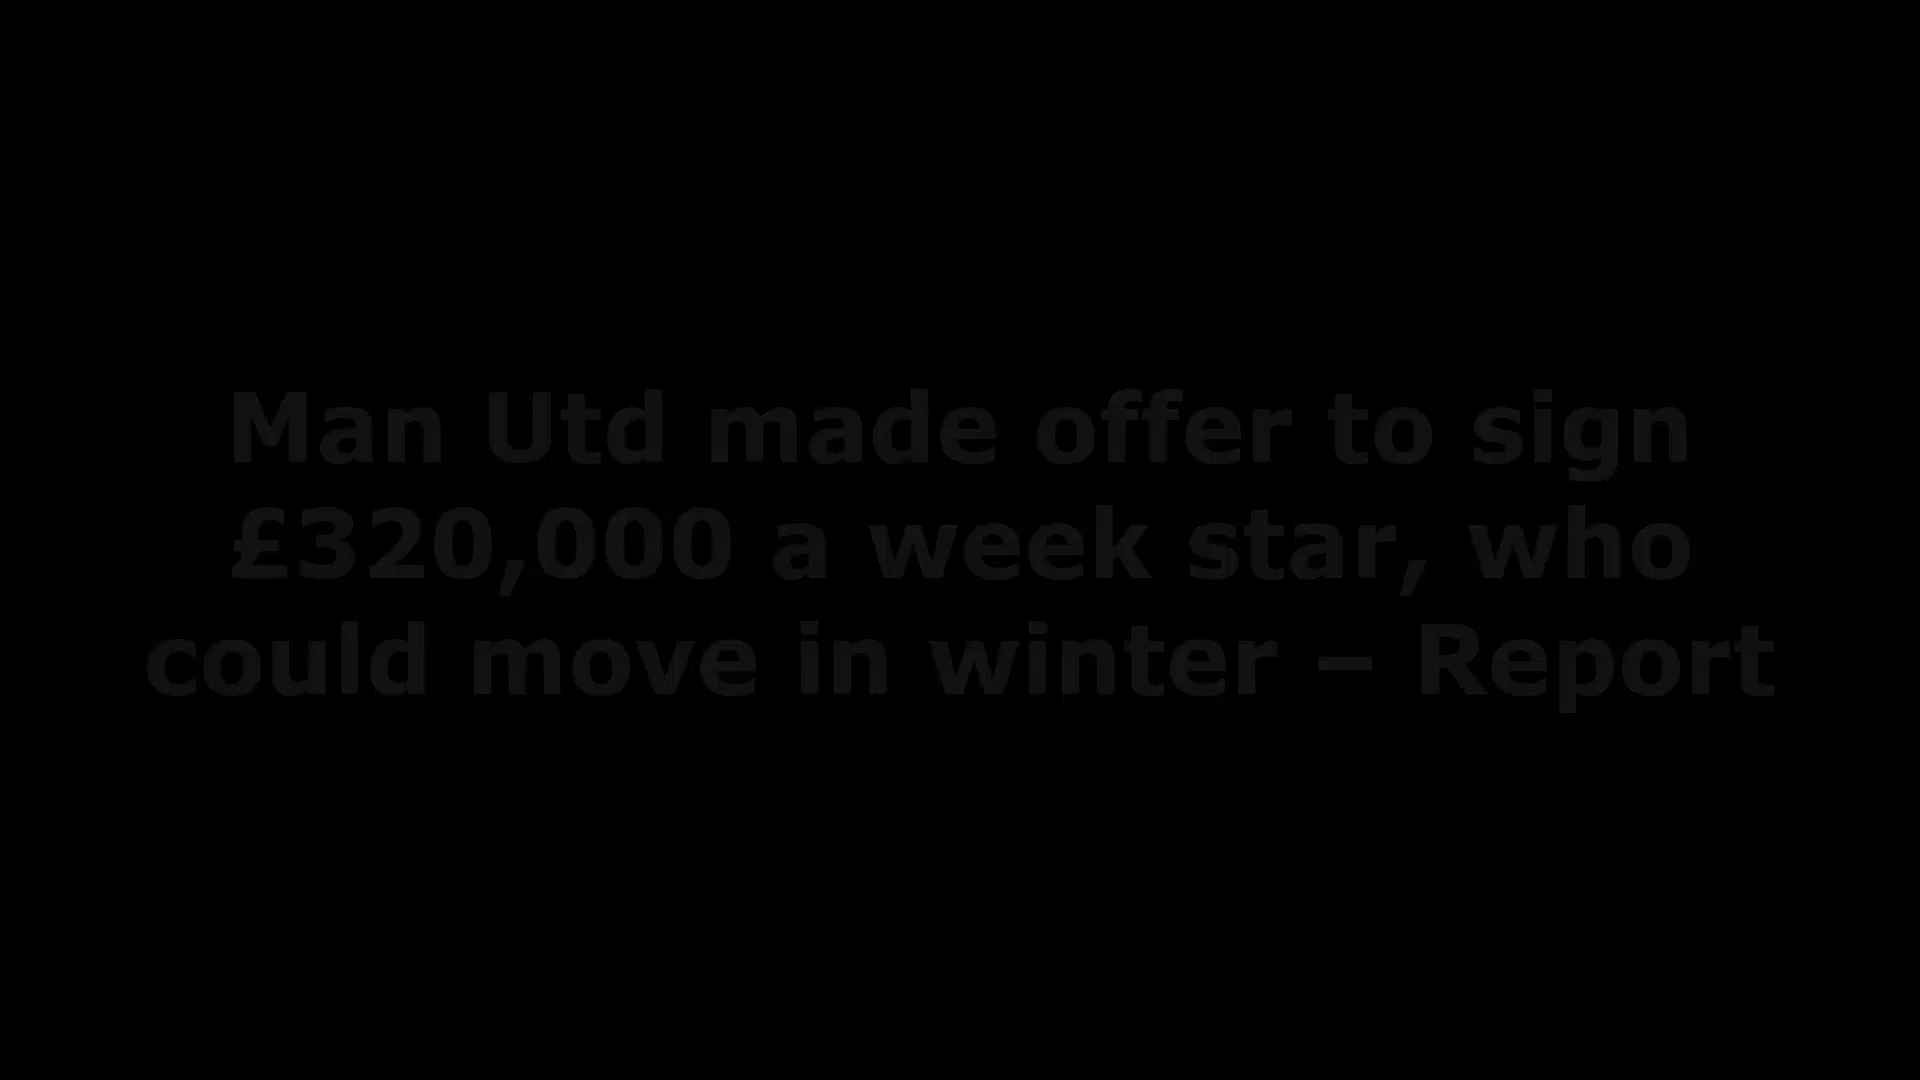 Man Utd made offer to sign
£320,000 a week star, who
could move in winter – Report